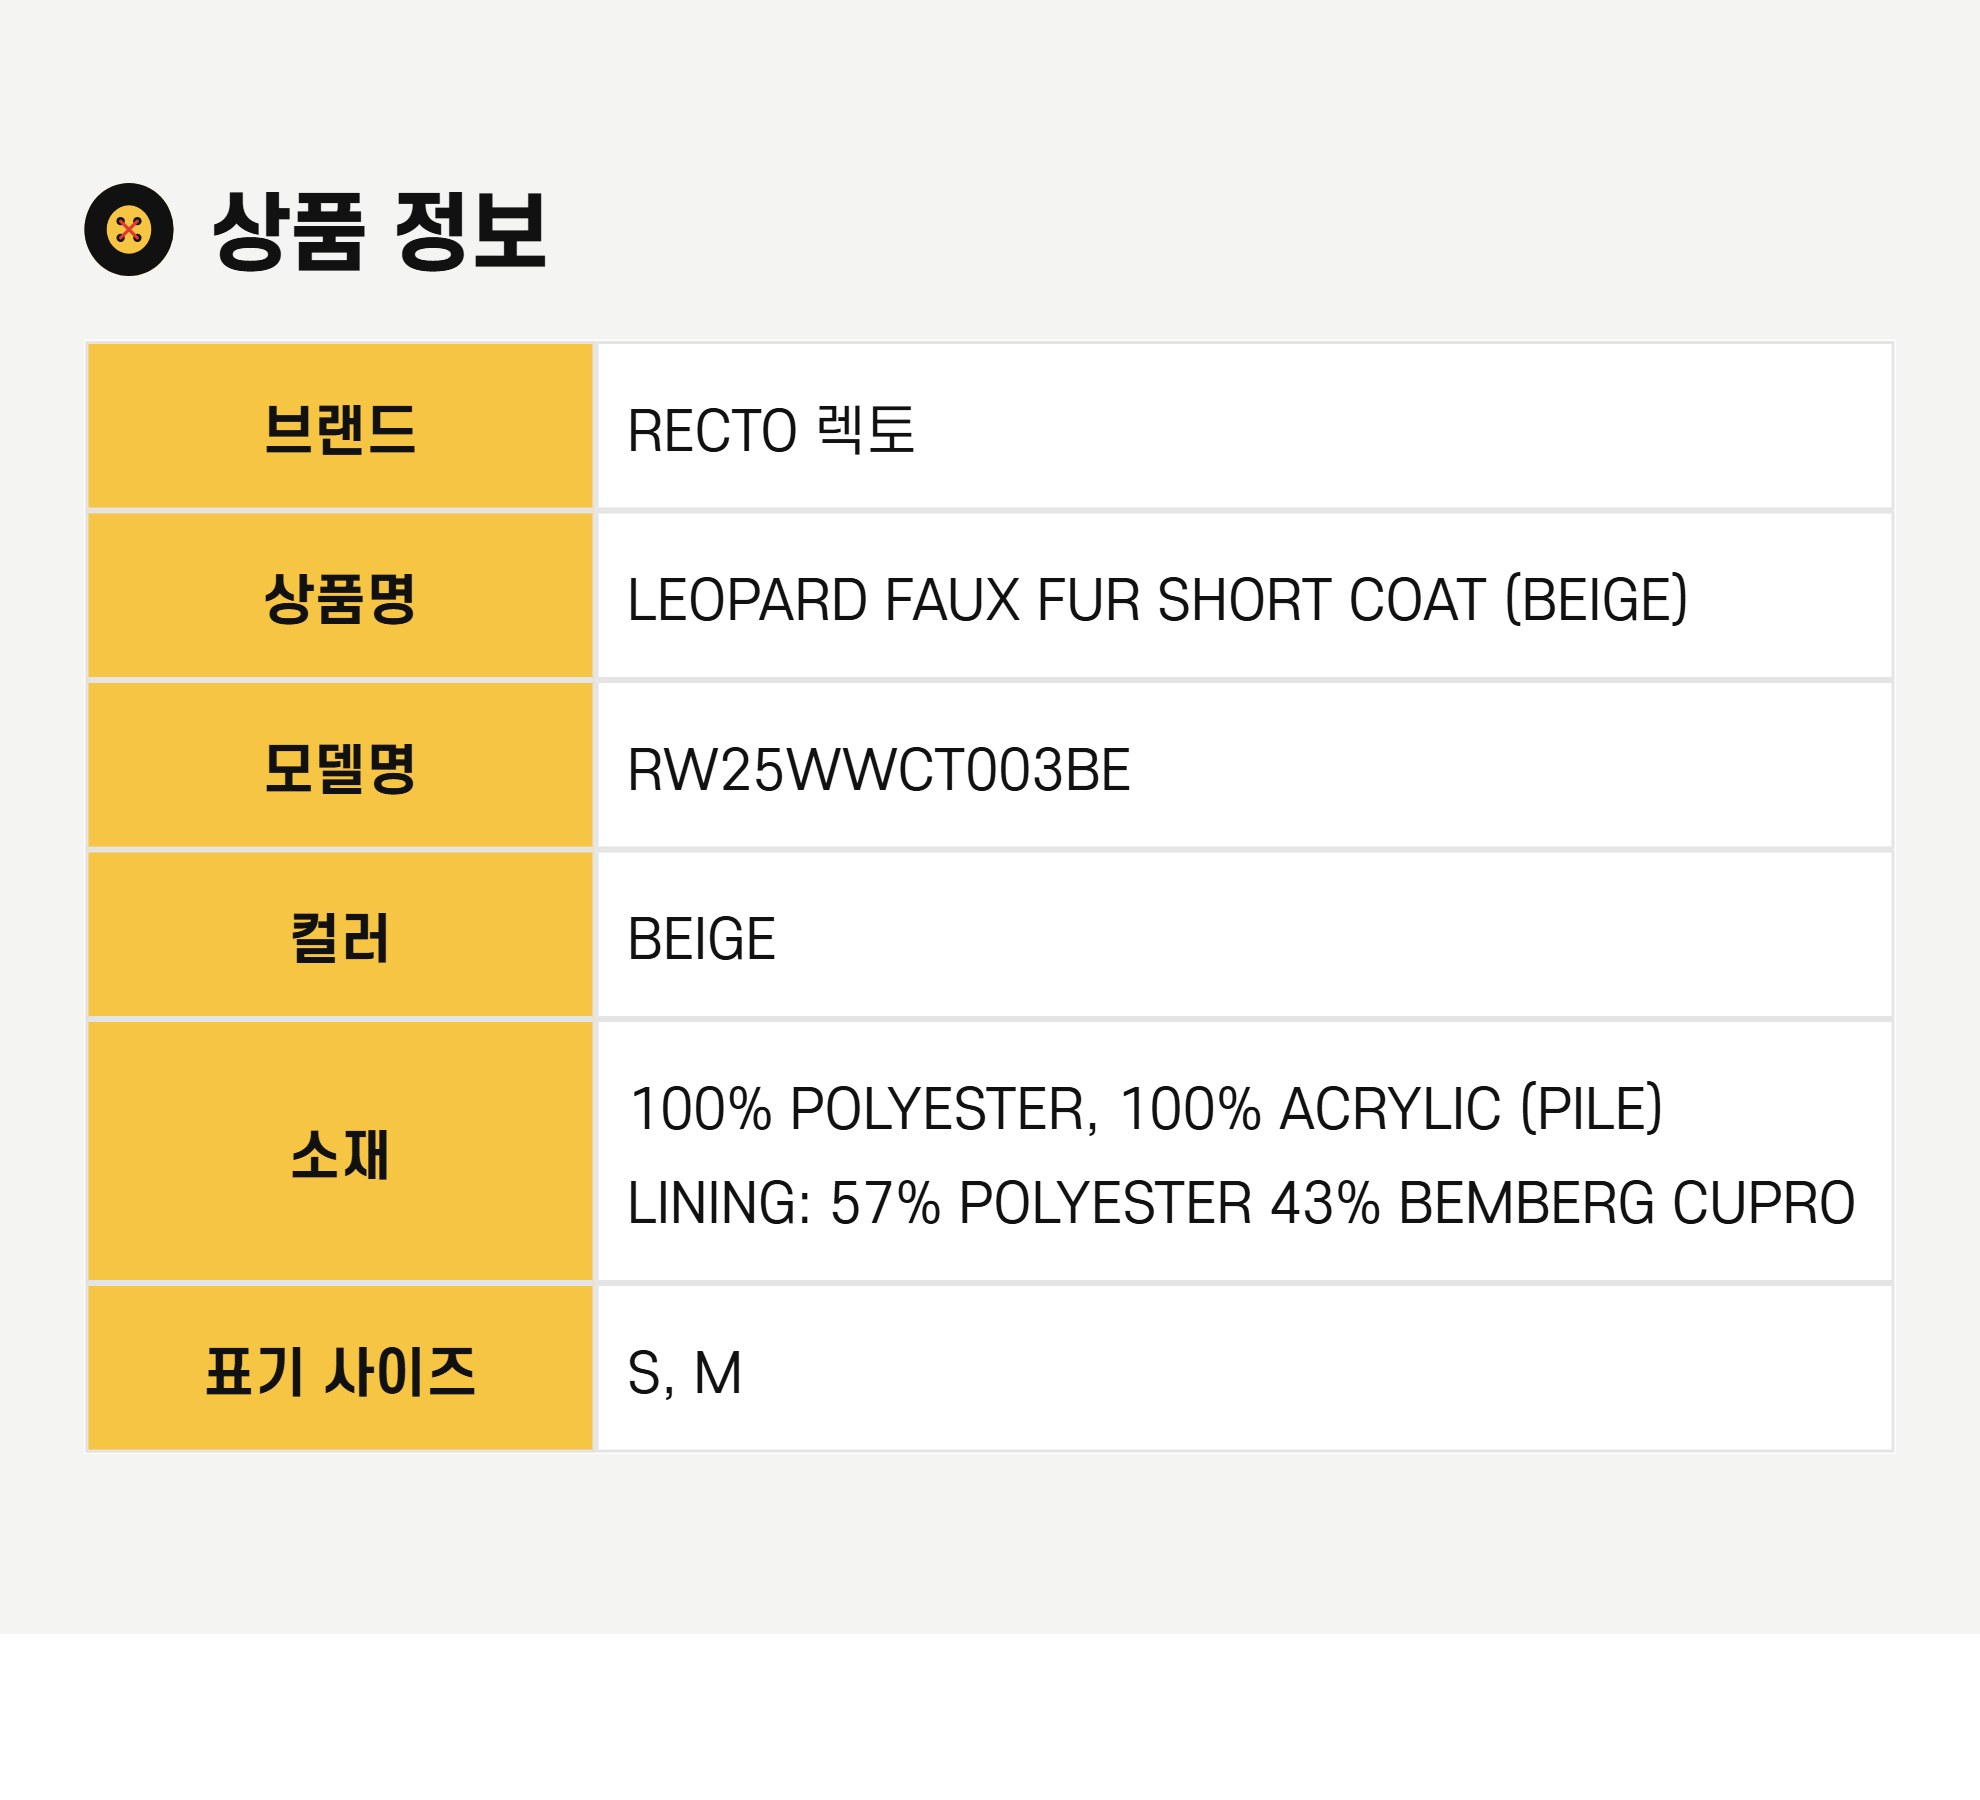 상품 정보
브랜드
RECTO 렉토
상품명
LEOPARD FAUX FUR SHORT COAT (BEIGE)
모델명
RW25WWCT003BE
컬러
BEIGE
소재
100% POLYESTER, 100% ACRYLIC (PILE)
LINING: 57% POLYESTER 43% BEMBERG CUPRO
표기 사이즈
S, M